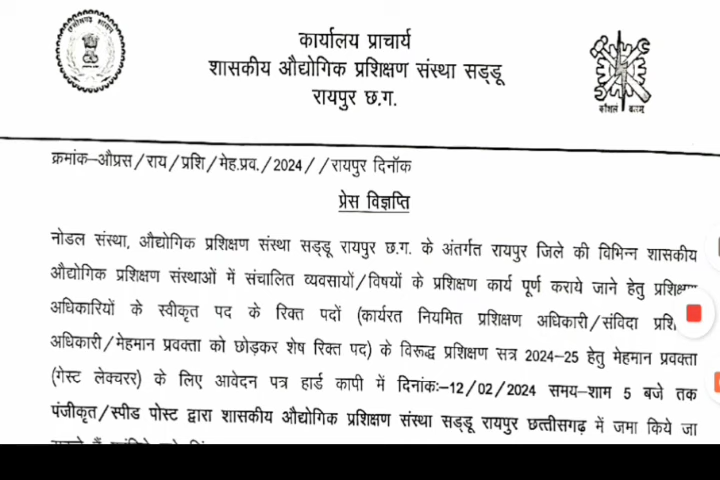 कार्यालय प्राचार्य
शासकीय औद्योगिक प्रशिक्षण संस्था सड्डू
रायपुर छ.ग.
क्रमांक–औप्रस/राय/प्रशि/मेह.प्रव./2024/ /रायपुर दिनॉक
प्रेस विज्ञप्ति
नोडल संस्था, औद्योगिक प्रशिक्षण संस्था सड्डू रायपुर छ.ग. के अंतर्गत रायपुर जिले की विभिन्न शासकीय
औद्योगिक प्रशिक्षण संस्थाओं में संचालित व्यवसायों/विषयों के प्रशिक्षण कार्य पूर्ण कराये जाने हेतु प्रशिक्षण
अधिकारियों के स्वीकृत पद के रिक्त पदों (कार्यरत नियमित प्रशिक्षण अधिकारी/संविदा प्रशि
अधिकारी/मेहमान प्रवक्ता को छोड़कर शेष रिक्त पद) के विरूद्ध प्रशिक्षण सत्र 2024–25 हेतु मेहमान प्रवक्ता
(गेस्ट लेक्चरर) के लिए आवेदन पत्र हार्ड कापी में दिनांकः–12/02/2024 समय–शाम 5 बजे तक
पंजीकृत/स्पीड पोस्ट द्वारा शासकीय औद्योगिक प्रशिक्षण संस्था सड्डू रायपुर छत्तीसगढ़ में जमा किये जा